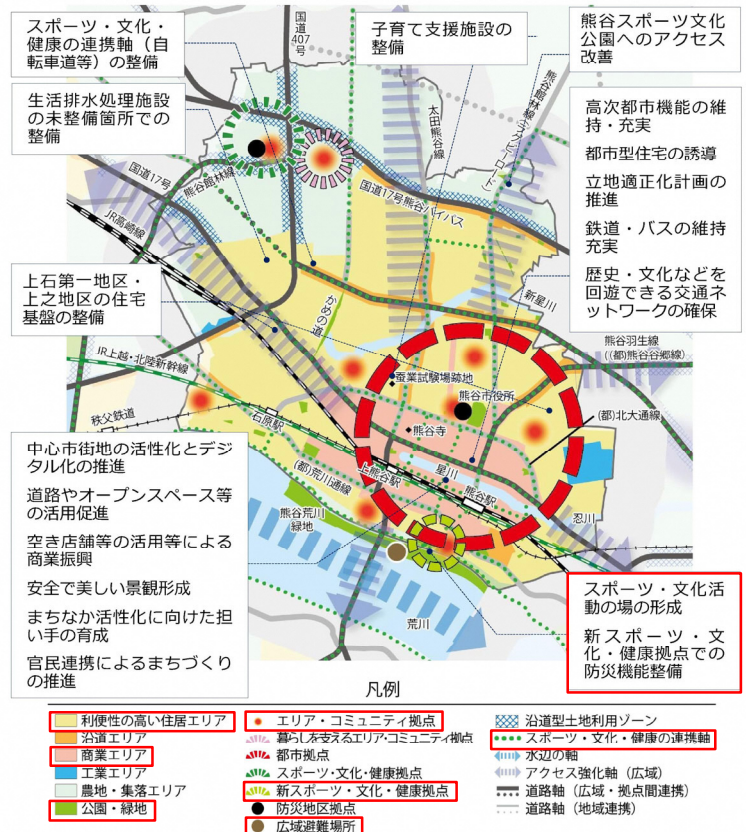 スポーツ・文化・
健康の連携軸（自
転車道等）の整備
国道
407
号
子育て支援施設の
整備
熊谷スポーツ文化
公園へのアクセス
改善
生活排水処理施設
の未整備箇所での
整備
高次都市機能の維
持・充実
都市型住宅の誘導
立地適正化計画の
推進
鉄道・バスの維持
充実
歴史・文化などを
回遊できる交通ネ
ットワークの確保
太田熊谷線
熊谷館林線(ラグビーロード)
国道17号
熊谷館林線
国道17号熊谷バイパス
JR高崎線
上石第一地区・
上之地区の住宅
基盤の整備
かめの道
新星川
熊谷羽生線
((都)熊谷谷郷線)
JR上越・北陸新幹線
蚕業試験場跡地
熊谷市役所
秩父鉄道
石原駅
熊谷寺
(都)北大通線
(都)荒川通線
上熊谷駅
星川
熊谷駅
忍川
熊谷荒川
緑地
荒川
中心市街地の活性化とデジ
タル化の推進
道路やオープンスペース等
の活用促進
空き店舗等の活用等による
商業振興
安全で美しい景観形成
まちなか活性化に向けた担
い手の育成
官民連携によるまちづくり
の推進
スポーツ・文化活
動の場の形成
新スポーツ・文
化・健康拠点での
防災機能整備
凡例
利便性の高い住居エリア
沿道エリア
商業エリア
工業エリア
農地・集落エリア
公園・緑地
エリア・コミュニティ拠点
暮らしを支えるエリア・コミュニティ拠点
都市拠点
スポーツ・文化・健康拠点
新スポーツ・文化・健康拠点
防災地区拠点
広域避難場所
沿道型土地利用ゾーン
スポーツ・文化・健康の連携軸
水辺の軸
アクセス強化軸（広域）
道路軸（広域・拠点間連携）
道路軸（地域連携）